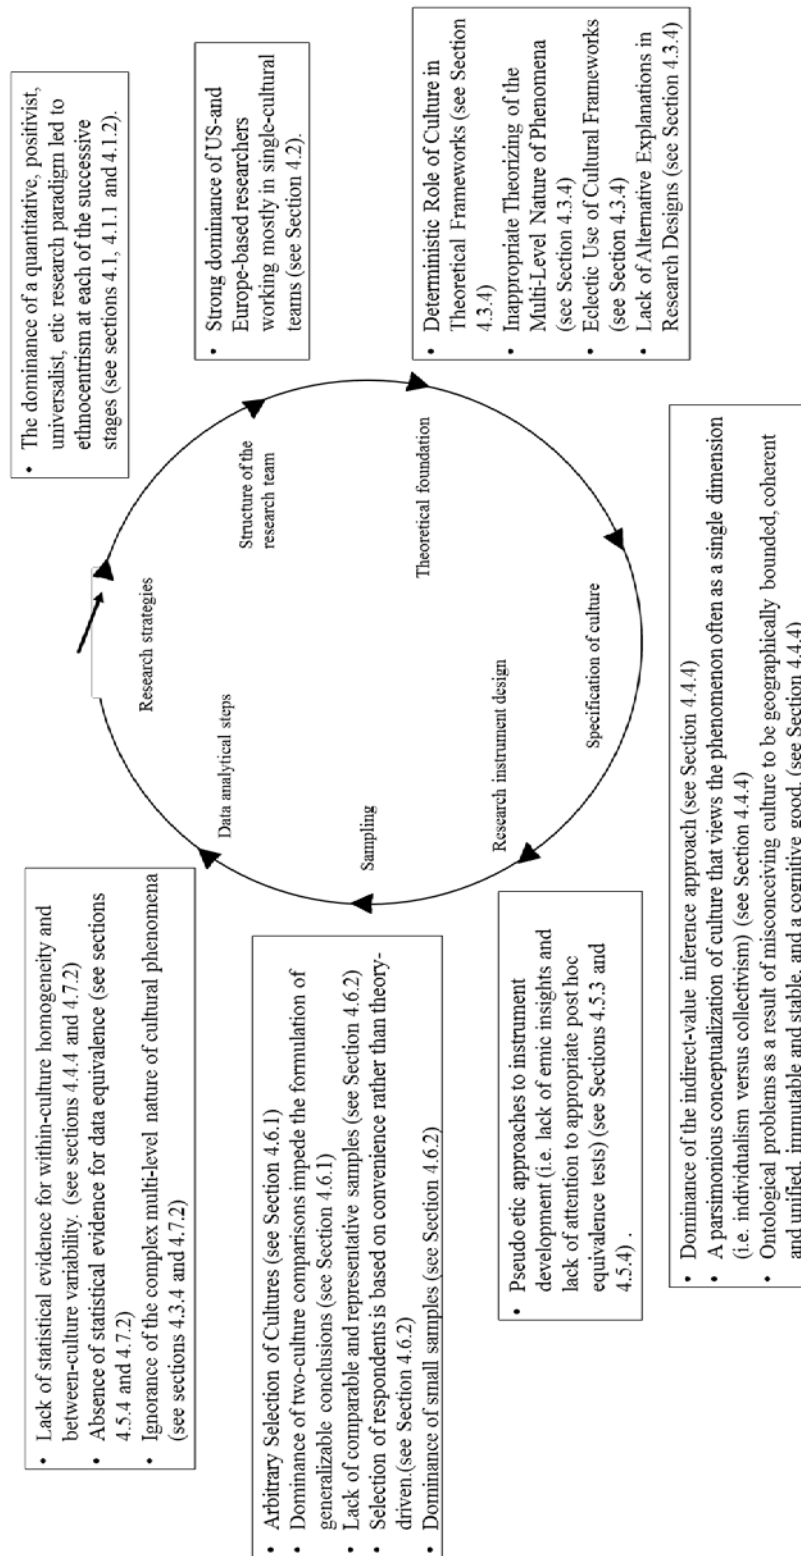 • The dominance of a quantitative, positivist,
universalist, etic research paradigm led to
ethnocentrism at each of the successive
stages (see sections 4.1, 4.1.1 and 4.1.2).
• Strong dominance of US-and
Europe-based researchers
working mostly in single-cultural
teams (see Section 4.2).
• Deterministic Role of Culture in
Theoretical Frameworks (see Section
4.3.4)
• Inappropriate Theorizing of the
Multi-Level Nature of Phenomena
(see Section 4.3.4)
• Eclectic Use of Cultural Frameworks
(see Section 4.3.4)
• Lack of Alternative Explanations in
Research Designs (see Section 4.3.4)
Research strategies
Structure of the
research team
Theoretical foundation
Specification of culture
Research instrument design
Sampling
Data analytical steps
• Lack of statistical evidence for within-culture homogeneity and
between-culture variability. (see sections 4.4.4 and 4.7.2)
• Absence of statistical evidence for data equivalence (see sections
4.5.4 and 4.7.2)
• Ignorance of the complex multi-level nature of cultural phenomena
(see sections 4.3.4 and 4.7.2)
• Arbitrary Selection of Cultures (see Section 4.6.1)
• Dominance of two-culture comparisons impede the formulation of
generalizable conclusions (see Section 4.6.1)
• Lack of comparable and representative samples (see Section 4.6.2)
• Selection of respondents is based on convenience rather than theory-
driven.(see Section 4.6.2)
• Dominance of small samples (see Section 4.6.2)
• Pseudo etic approaches to instrument
development (i.e. lack of emic insights and
lack of attention to appropriate post hoc
equivalence tests) (see Sections 4.5.3 and
4.5.4) .
• Dominance of the indirect-value inference approach (see Section 4.4.4)
• A parsimonious conceptualization of culture that views the phenomenon often as a single dimension
(i.e. individualism versus collectivism) (see Section 4.4.4)
• Ontological problems as a result of misconceiving culture to be geographically bounded, coherent
and unified, immutable and stable, and a cognitive good. (see Section 4.4.4)